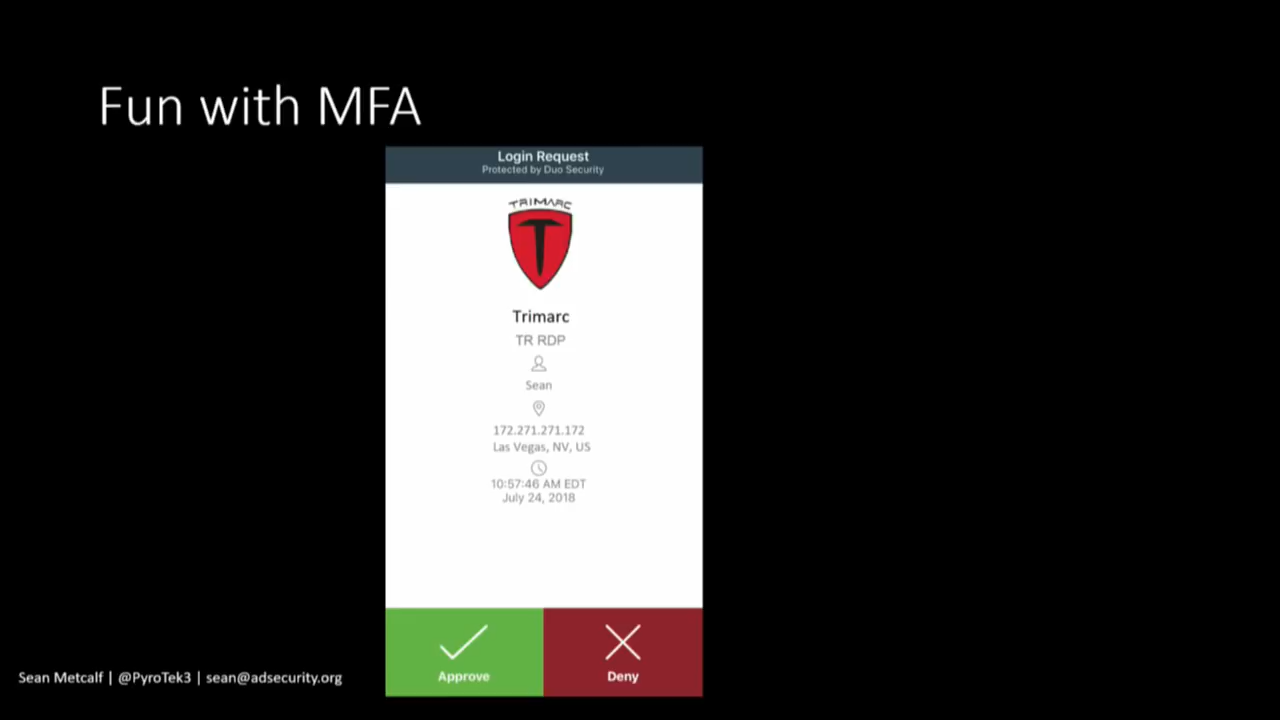 Fun with MFA
Login Request
Protected by Duo Security
TRIMARC
T
Trimarc
TR RDP
Sean
172.271.271.172
Las Vegas, NV, US
10:57:46 AM EDT
July 24, 2018
Approve
Deny
Sean Metcalf | @PyroTek3 | sean@adsecurity.org